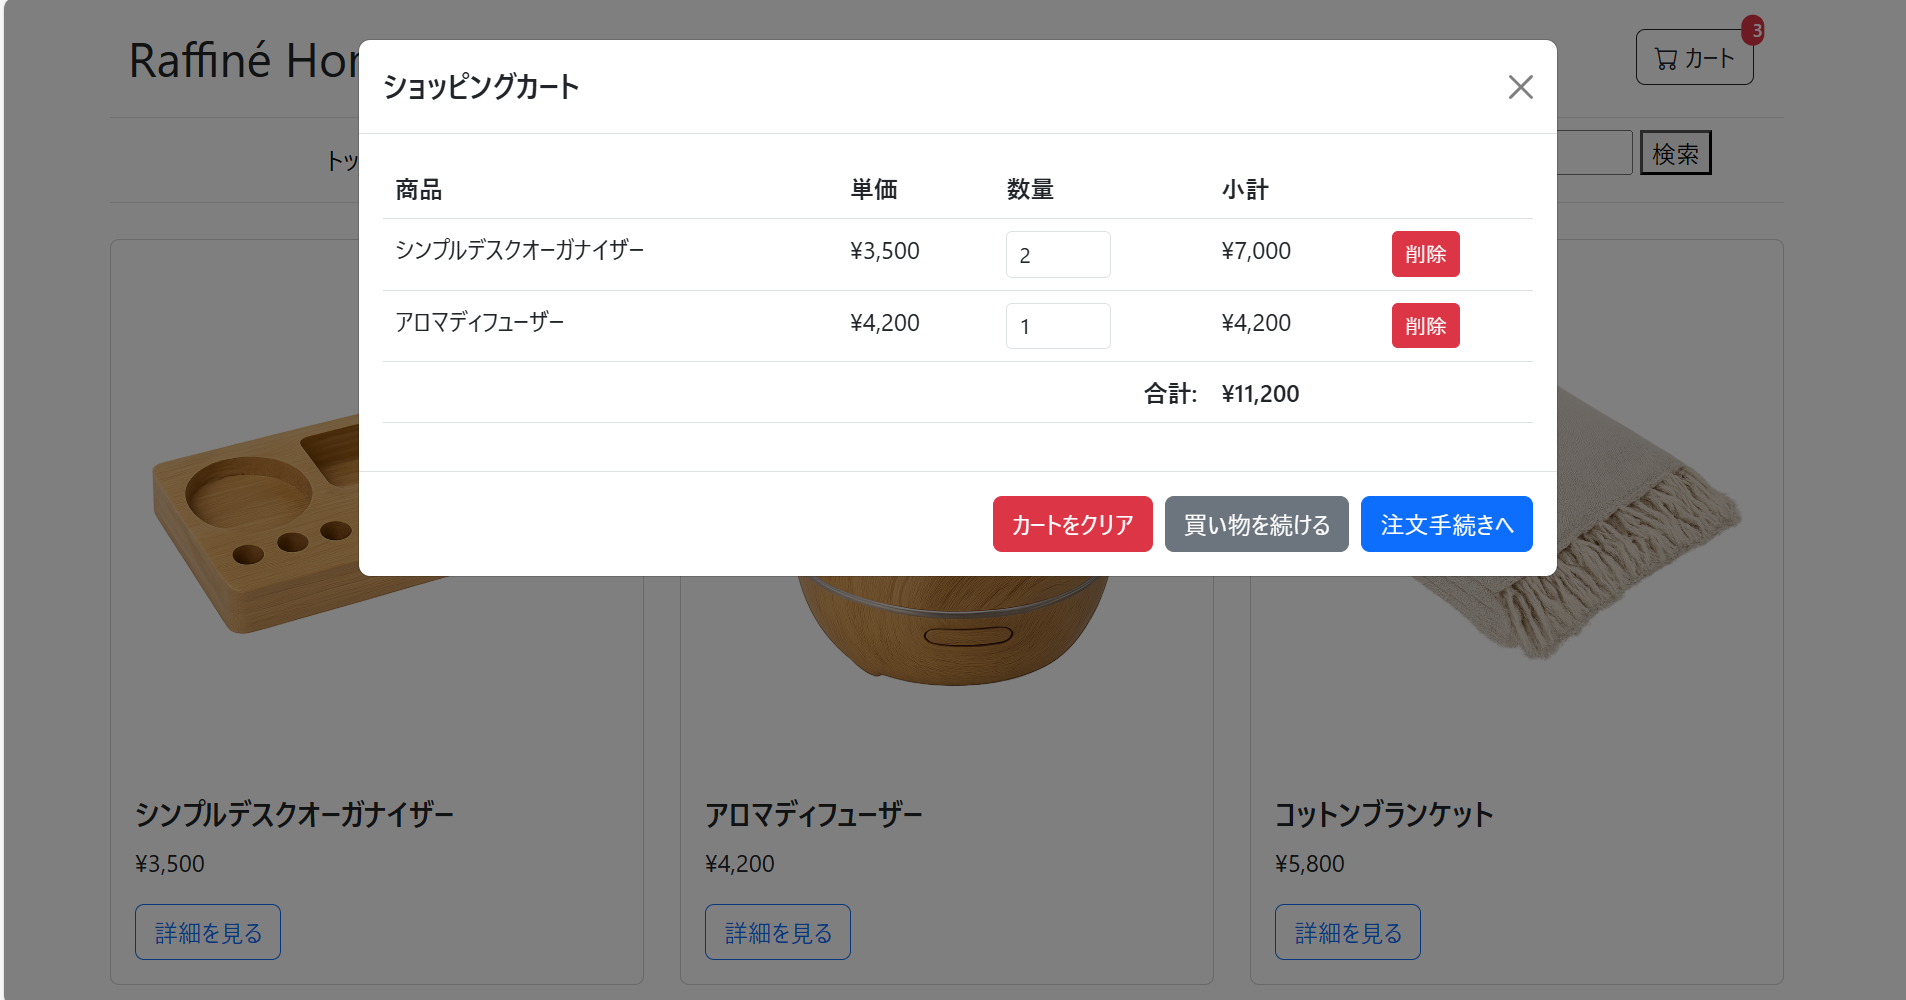 Raffiné Hor
3
カート
ショッピングカート
トッ
検索
商品 単価 数量 小計
シンプルデスクオーガナイザー ¥3,500 2 ¥7,000 削除
アロマディフューザー ¥4,200 1 ¥4,200 削除
合計: ¥11,200
カートをクリア 買い物を続ける 注文手続きへ
シンプルデスクオーガナイザー
¥3,500
詳細を見る
アロマディフューザー
¥4,200
詳細を見る
コットンブランケット
¥5,800
詳細を見る